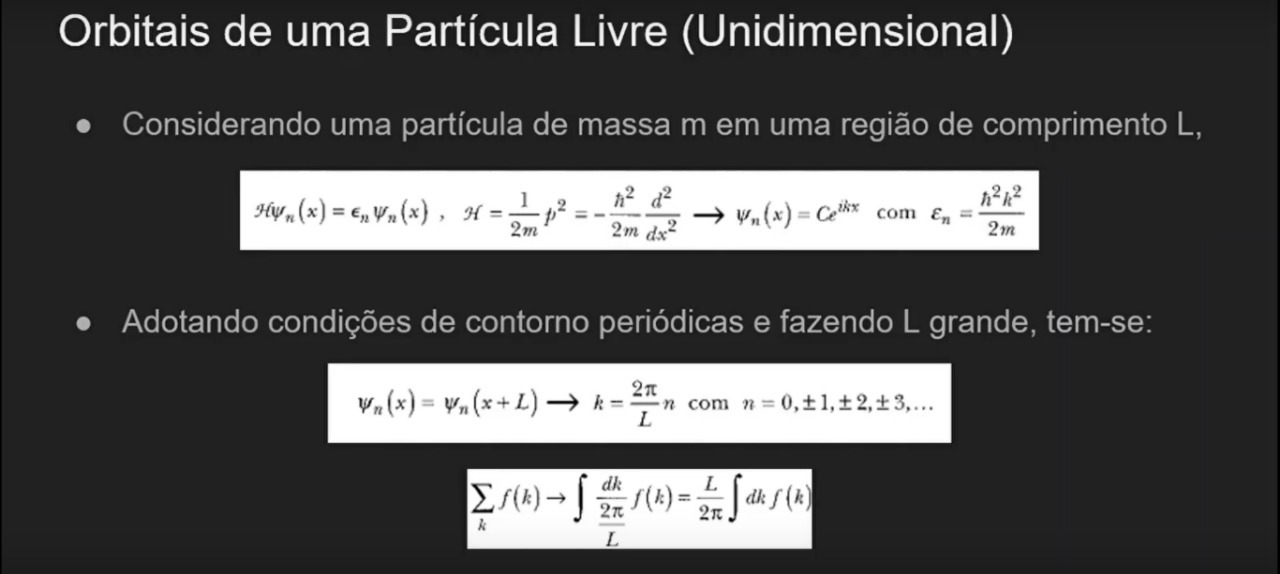 Orbitais de uma Partícula Livre (Unidimensional)
● Considerando uma partícula de massa m em uma região de comprimento L,
ℋψₙ(x) = ϵₙψₙ(x) , ℋ = 1/2m p² = −ħ²/2m d²/dx² → ψₙ(x) = Ce^{ikx} com εₙ = ħ²k²/2m
● Adotando condições de contorno periódicas e fazendo L grande, tem-se:
ψₙ(x) = ψₙ(x+L) → k = 2π/L n com n = 0,±1,±2,±3,…
∑ₖ f(k) → ∫ dk/(2π/L) f(k) = L/2π ∫ dk f(k)